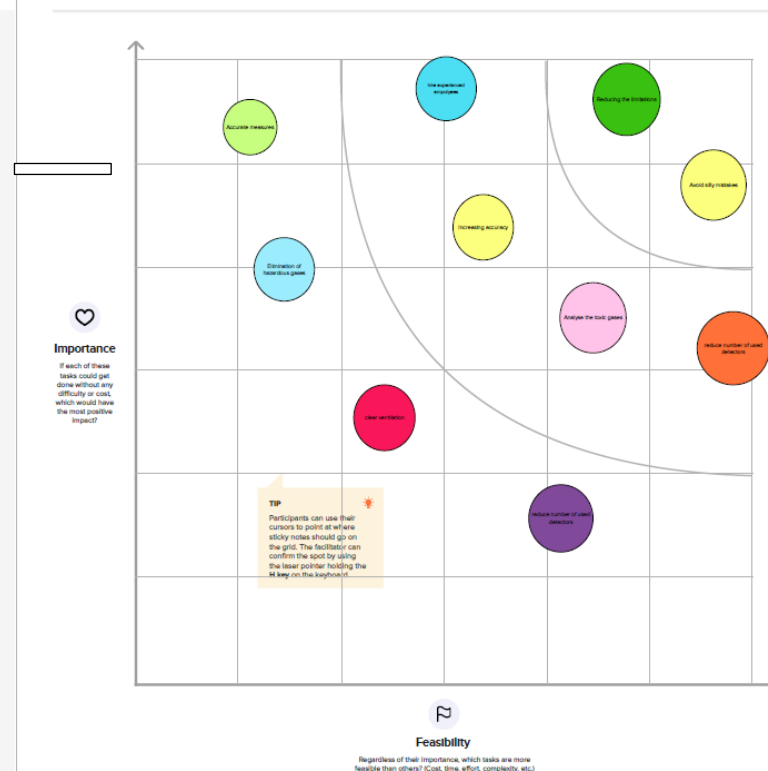 hire experienced
employees
Reducing the limitations
Accurate measures
Avoid silly mistakes
Increasing accuracy
Elimination of
hazardous gases
Analyse the toxic gases
reduce number of used
detectors
Importance
If each of these
tasks could get
done without any
difficulty or cost,
which would have
the most positive
impact?
clear ventilation
TIP
Participants can use their
cursors to point at where
sticky notes should go on
the grid. The facilitator can
confirm the spot by using
the laser pointer holding the
H key on the keyboard.
reduce number of used
detectors
Feasibility
Regardless of their importance, which tasks are more
feasible than others? (Cost, time, effort, complexity, etc.)